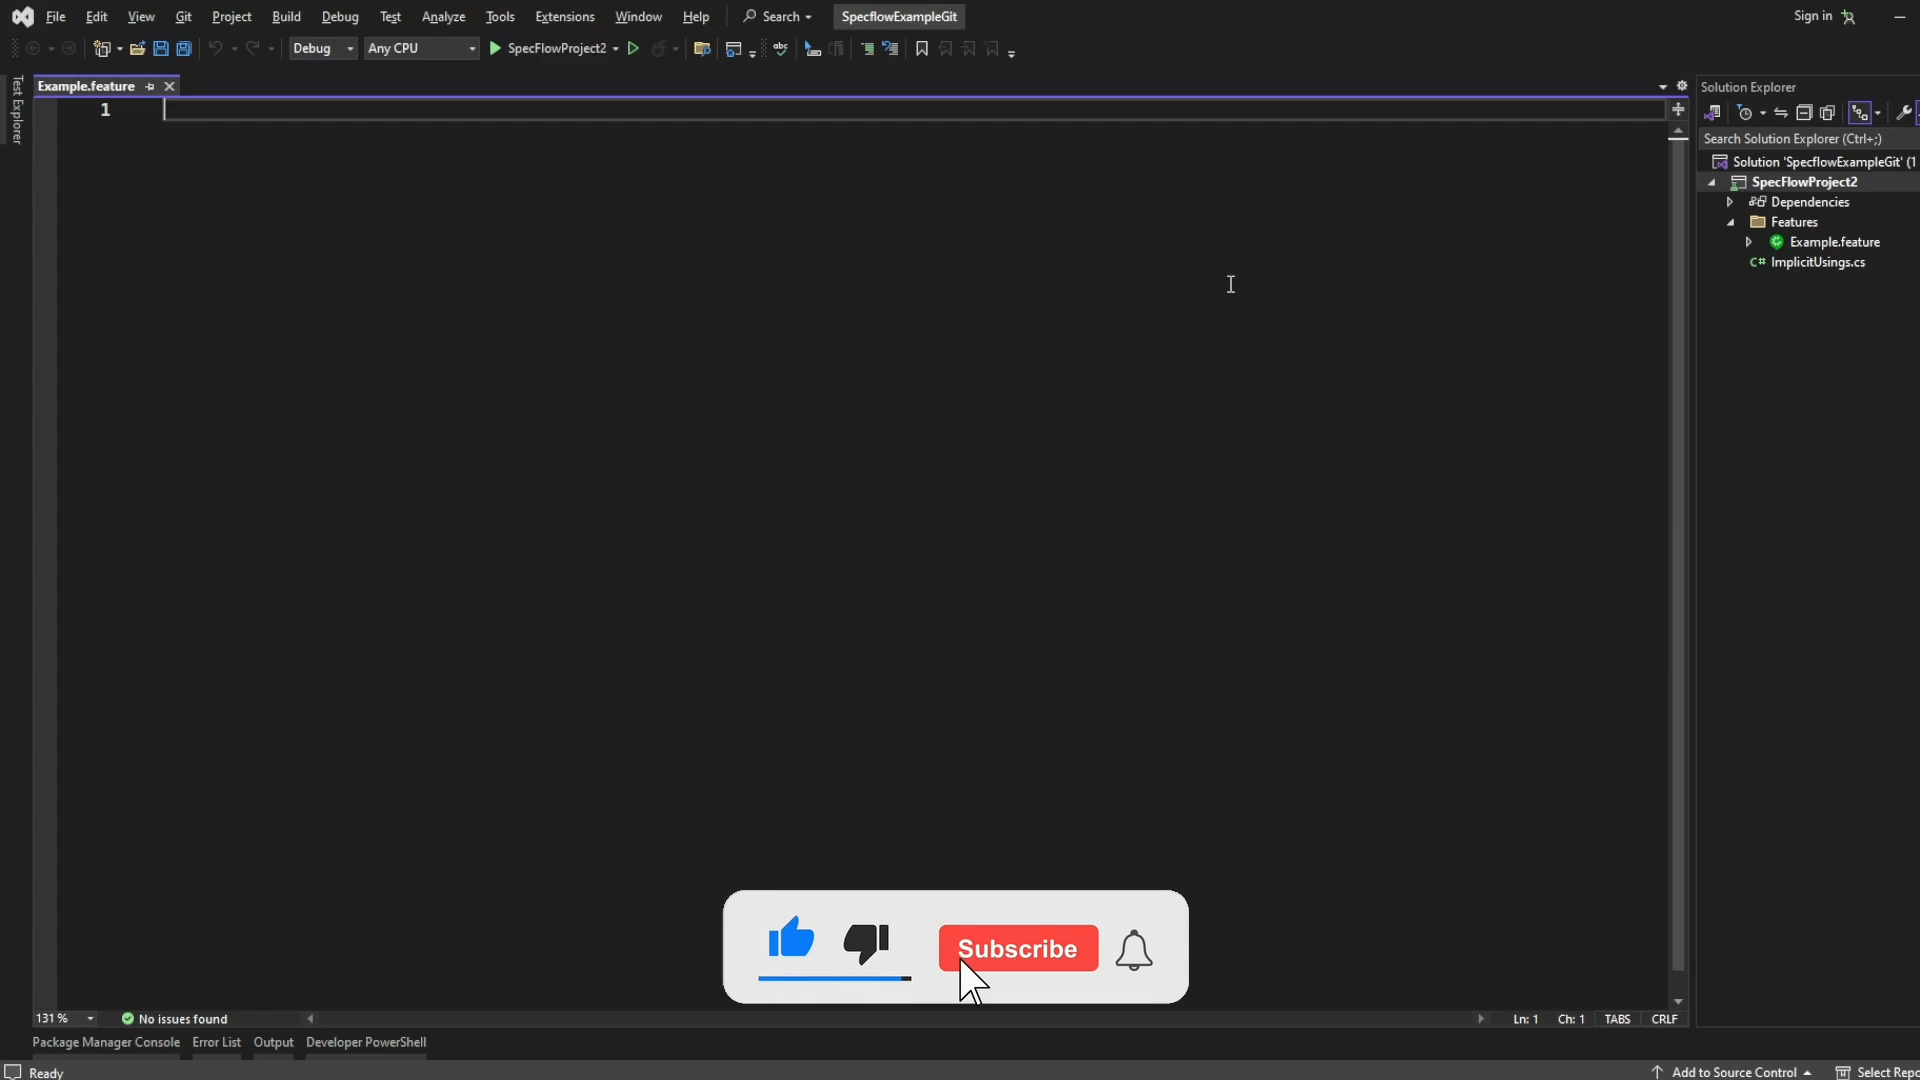 File Edit View Git Project Build Debug Test Analyze Tools Extensions Window Help Search SpecflowExampleGit Sign in
Debug Any CPU SpecFlowProject2
Test Explorer
Example.feature
1
Solution Explorer
Search Solution Explorer (Ctrl+;)
Solution 'SpecflowExampleGit' (1
SpecFlowProject2
Dependencies
Features
Example.feature
C# ImplicitUsings.cs
Subscribe
131 % No issues found Ln: 1 Ch: 1 TABS CRLF
Package Manager Console Error List Output Developer PowerShell
Ready Add to Source Control Select Repo